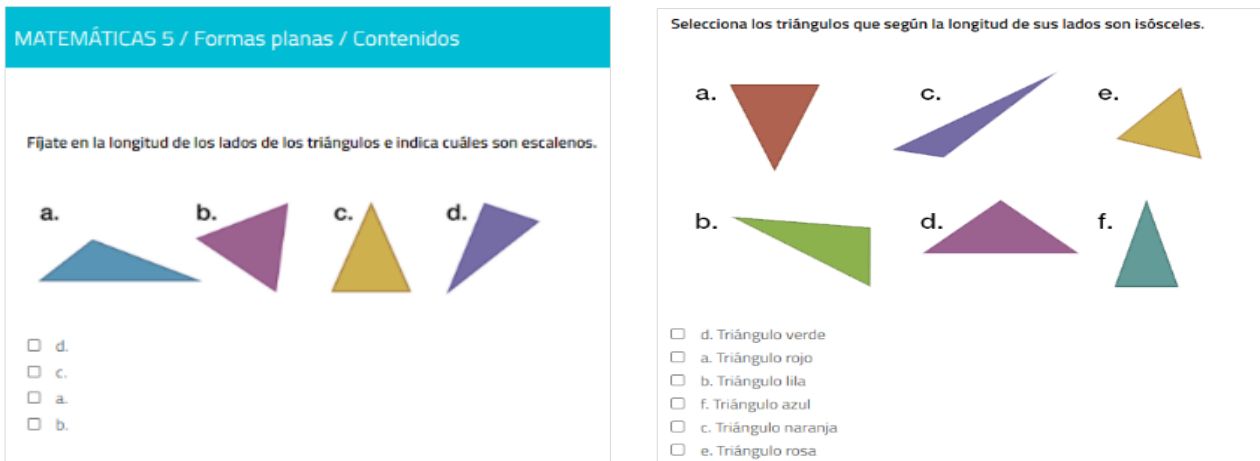 MATEMÁTICAS 5 / Formas planas / Contenidos
Fíjate en la longitud de los lados de los triángulos e indica cuáles son escalenos.
a. b. c. d.
d.
c.
a.
b.
Selecciona los triángulos que según la longitud de sus lados son isósceles.
a. c. e.
b. d. f.
d. Triángulo verde
a. Triángulo rojo
b. Triángulo lila
f. Triángulo azul
c. Triángulo naranja
e. Triángulo rosa